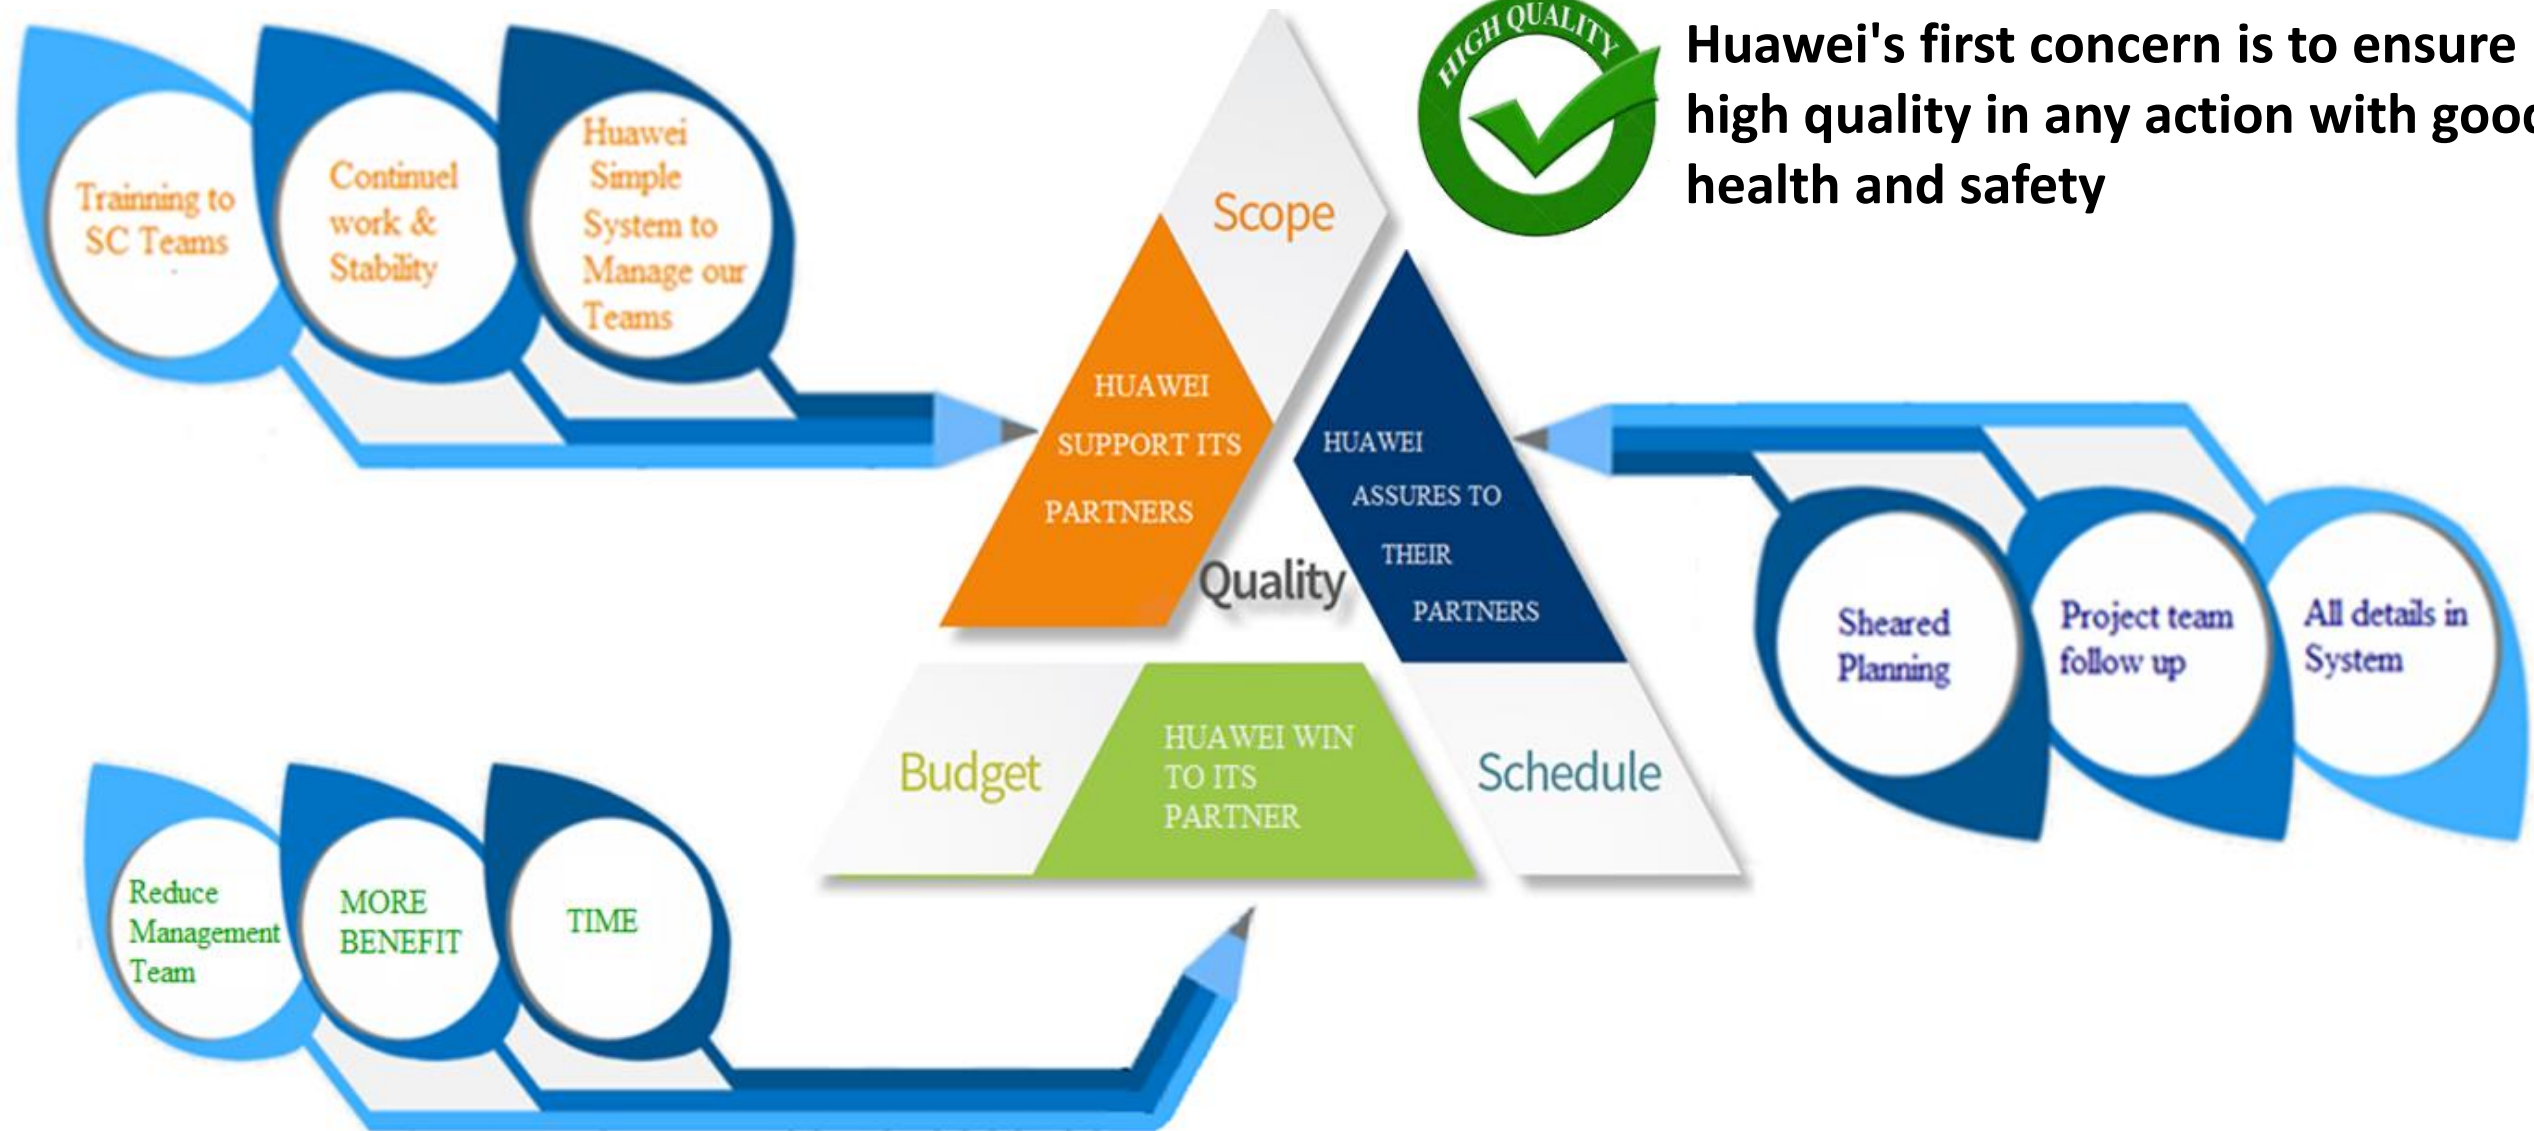 HIGH QUALITY
Huawei's first concern is to ensure
high quality in any action with good
health and safety
Trainning to
SC Teams
Continuel
work &
Stability
Huawei
Simple
System to
Manage our
Teams
Scope
HUAWEI
SUPPORT ITS
PARTNERS
HUAWEI
ASSURES TO
THEIR
PARTNERS
Quality
Sheared
Planning
Project team
follow up
All details in
System
Budget
HUAWEI WIN
TO ITS
PARTNER
Schedule
Reduce
Management
Team
MORE
BENEFIT
TIME